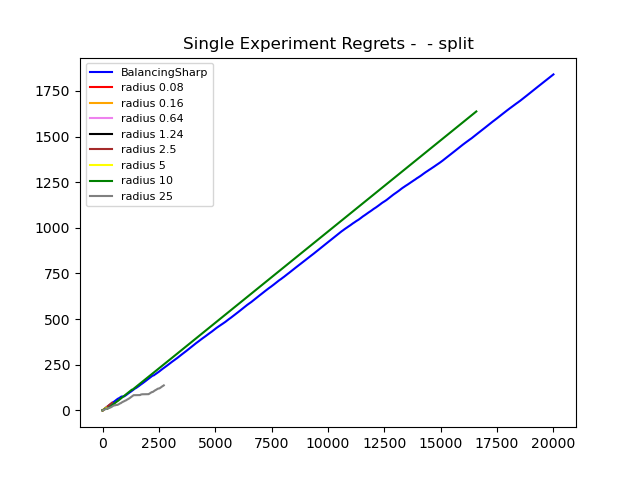 Single Experiment Regrets -  - split
BalancingSharp
radius 0.08
radius 0.16
radius 0.64
radius 1.24
radius 2.5
radius 5
radius 10
radius 25
1750
1500
1250
1000
750
500
250
0
0 2500 5000 7500 10000 12500 15000 17500 20000